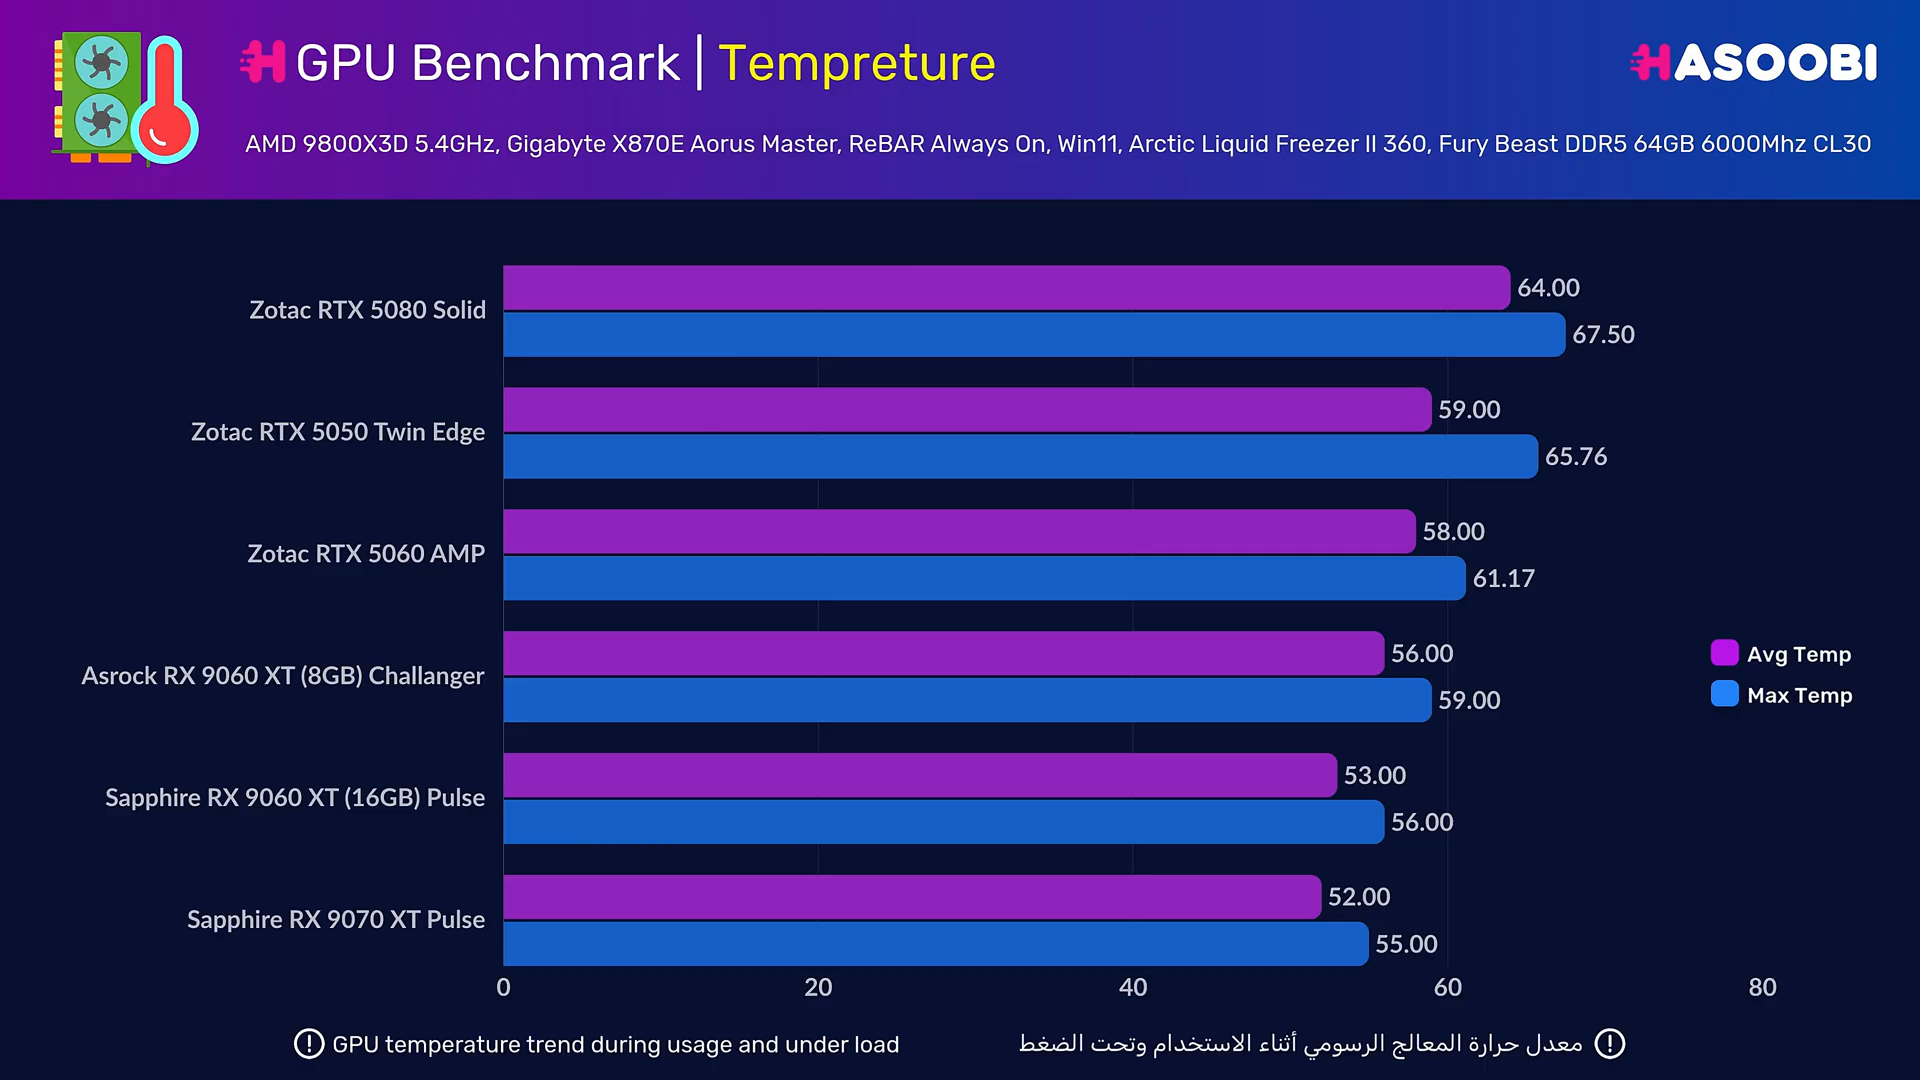 GPU Benchmark | Tempreture
HASOOBI
AMD 9800X3D 5.4GHz, Gigabyte X870E Aorus Master, ReBAR Always On, Win11, Arctic Liquid Freezer II 360, Fury Beast DDR5 64GB 6000Mhz CL30
Zotac RTX 5080 Solid
64.00
67.50
Zotac RTX 5050 Twin Edge
59.00
65.76
Zotac RTX 5060 AMP
58.00
61.17
Asrock RX 9060 XT (8GB) Challanger
56.00
59.00
Sapphire RX 9060 XT (16GB) Pulse
53.00
56.00
Sapphire RX 9070 XT Pulse
52.00
55.00
Avg Temp
Max Temp
0 20 40 60 80
GPU temperature trend during usage and under load
معدل حرارة المعالج الرسومي أثناء الاستخدام وتحت الضغط